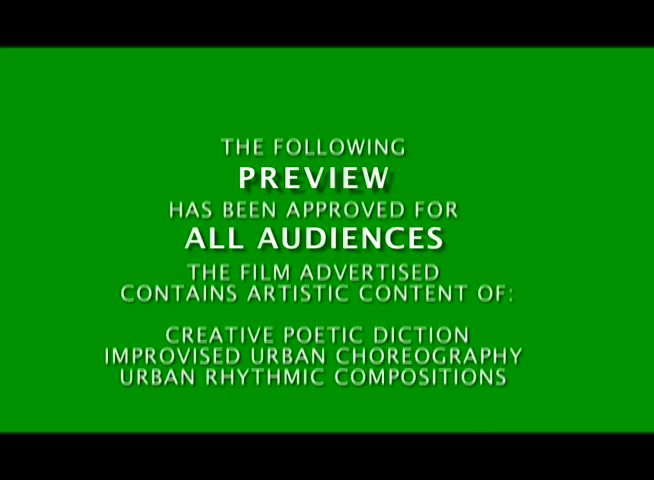 THE FOLLOWING
PREVIEW
HAS BEEN APPROVED FOR
ALL AUDIENCES
THE FILM ADVERTISED
CONTAINS ARTISTIC CONTENT OF:
CREATIVE POETIC DICTION
IMPROVISED URBAN CHOREOGRAPHY
URBAN RHYTHMIC COMPOSITIONS